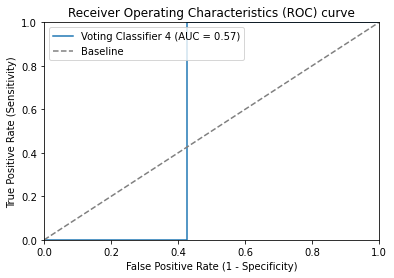 Receiver Operating Characteristics (ROC) curve
Voting Classifier 4 (AUC = 0.57)
Baseline
True Positive Rate (Sensitivity)
1.0
0.8
0.6
0.4
0.2
0.0
0.0 0.2 0.4 0.6 0.8 1.0
False Positive Rate (1 - Specificity)